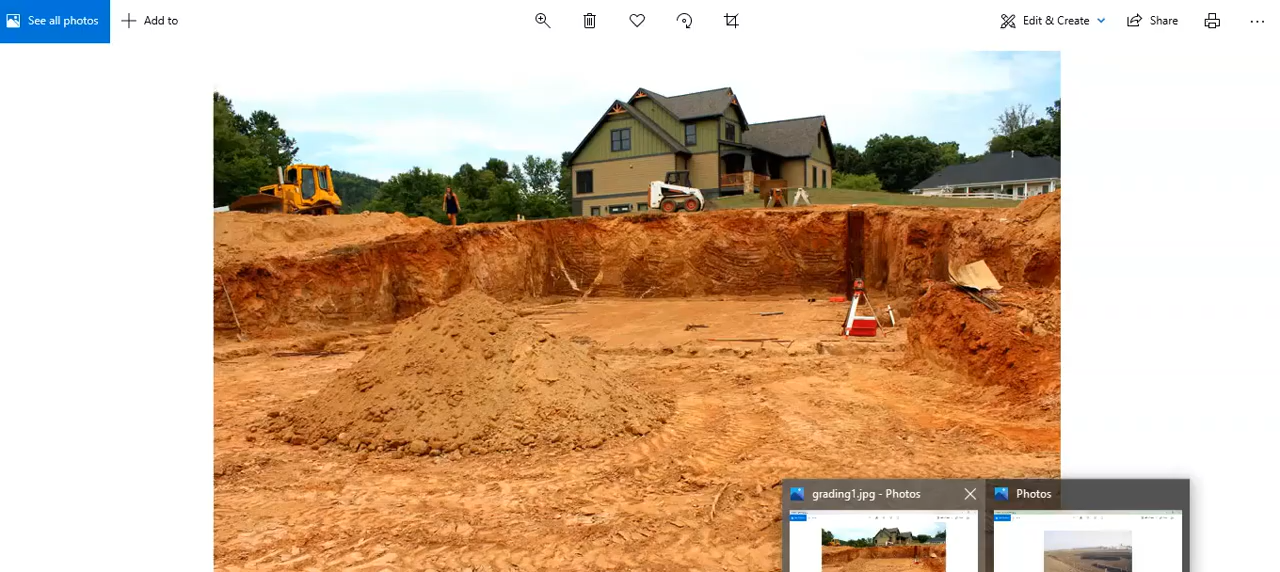 See all photos
Add to
Edit & Create
Share
grading1.jpg - Photos
Photos